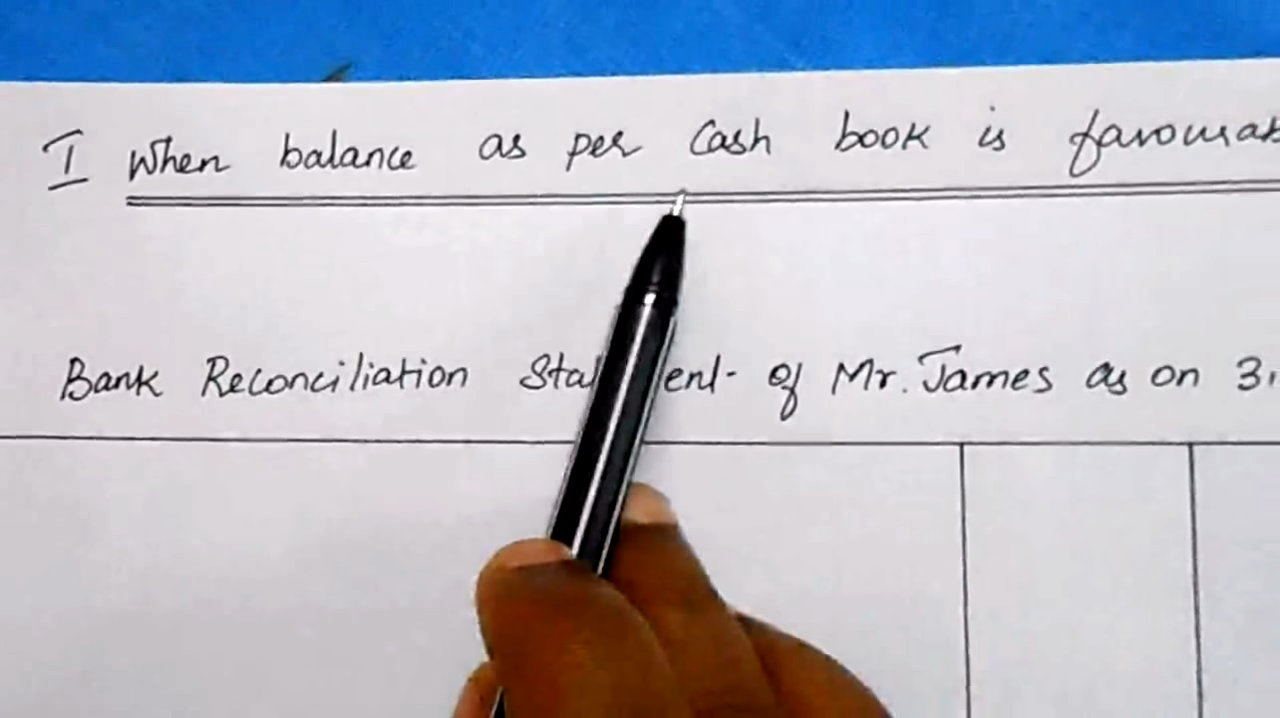 I When balance as per Cash book is
Bank Reconciliation of Mr. James as on